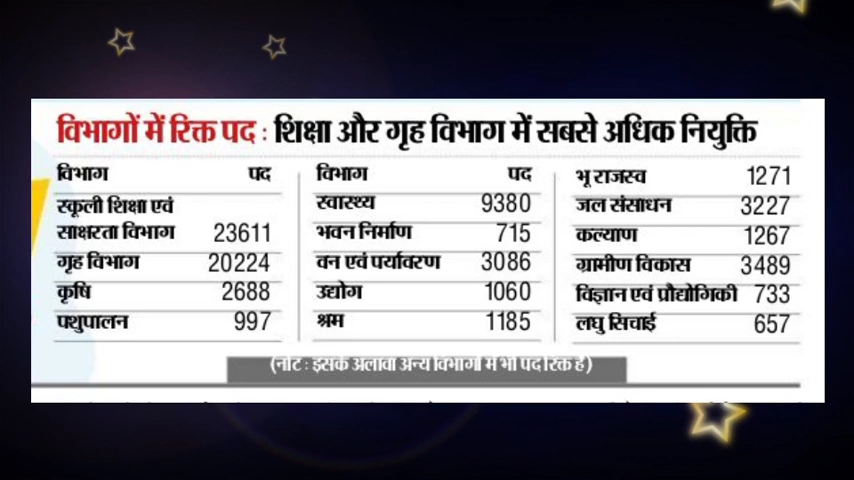 विभागों में रिक्त पद : शिक्षा और गृह विभाग में सबसे अधिक नियुक्ति
विभाग पद
स्कूली शिक्षा एवं
साक्षरता विभाग 23611
गृह विभाग 20224
कृषि 2688
पशुपालन 997
विभाग पद
स्वास्थ्य 9380
भवन निर्माण 715
वन एवं पर्यावरण 3086
उद्योग 1060
श्रम 1185
भू राजस्व 1271
जल संसाधन 3227
कल्याण 1267
ग्रामीण विकास 3489
विज्ञान एवं प्रौद्योगिकी 733
लघु सिचाई 657
(नोट : इसके अलावा अन्य विभागों में भी पद रिक्त है)